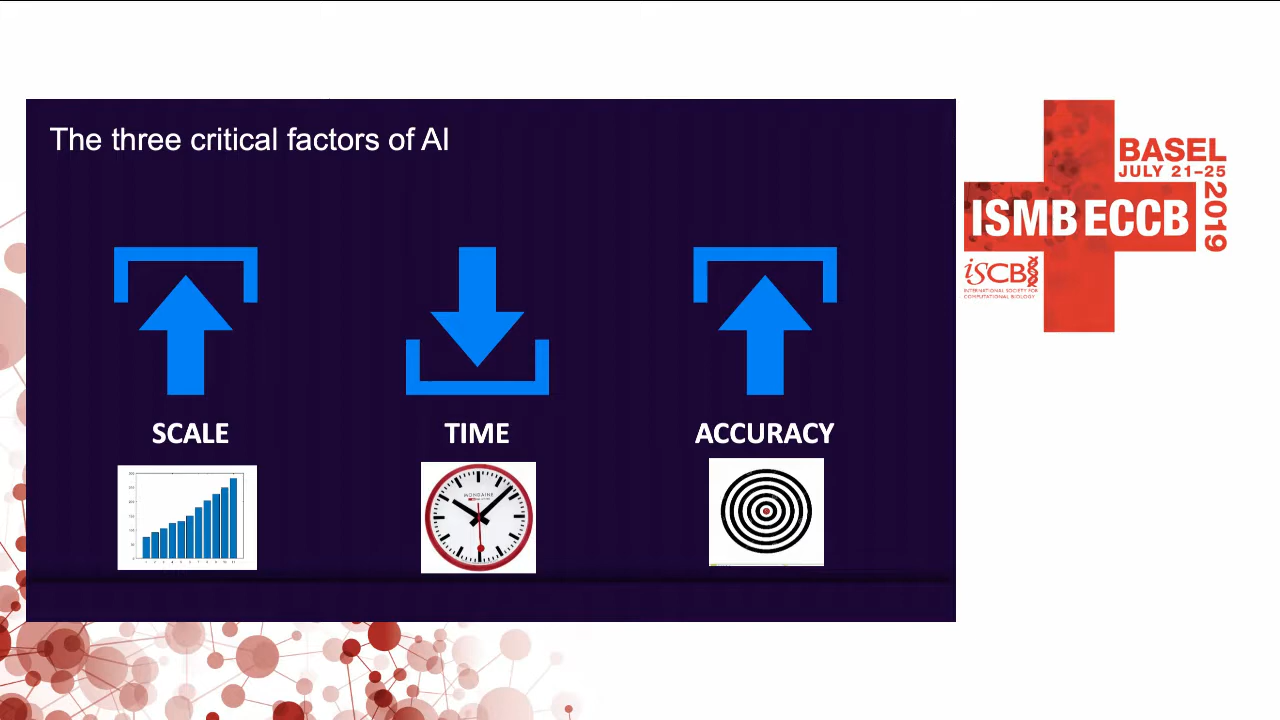 The three critical factors of AI
SCALE
TIME
ACCURACY
MONDAINE
BASEL
JULY 21–25
2019
ISMB ECCB
iSCB
INTERNATIONAL SOCIETY FOR
COMPUTATIONAL BIOLOGY